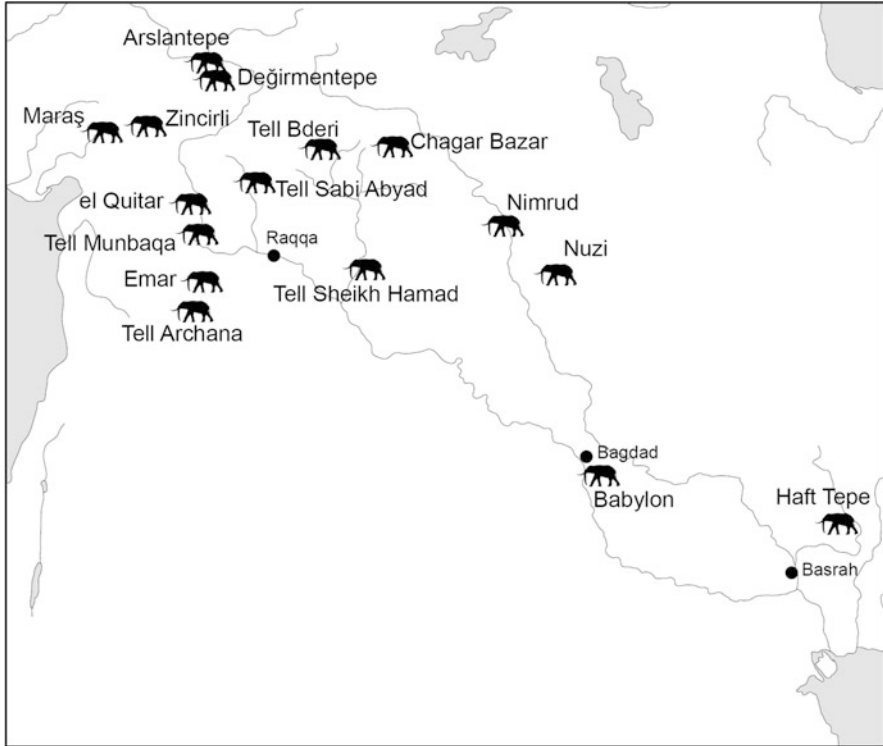 Arslantepe
Değirmentepe
Maraş
Zincirli
Tell Bderi
Chagar Bazar
Tell Sabi Abyad
el Quitar
Nimrud
Tell Munbaqa
Raqqa
Nuzi
Emar
Tell Sheikh Hamad
Tell Archana
Bagdad
Babylon
Haft Tepe
Basrah